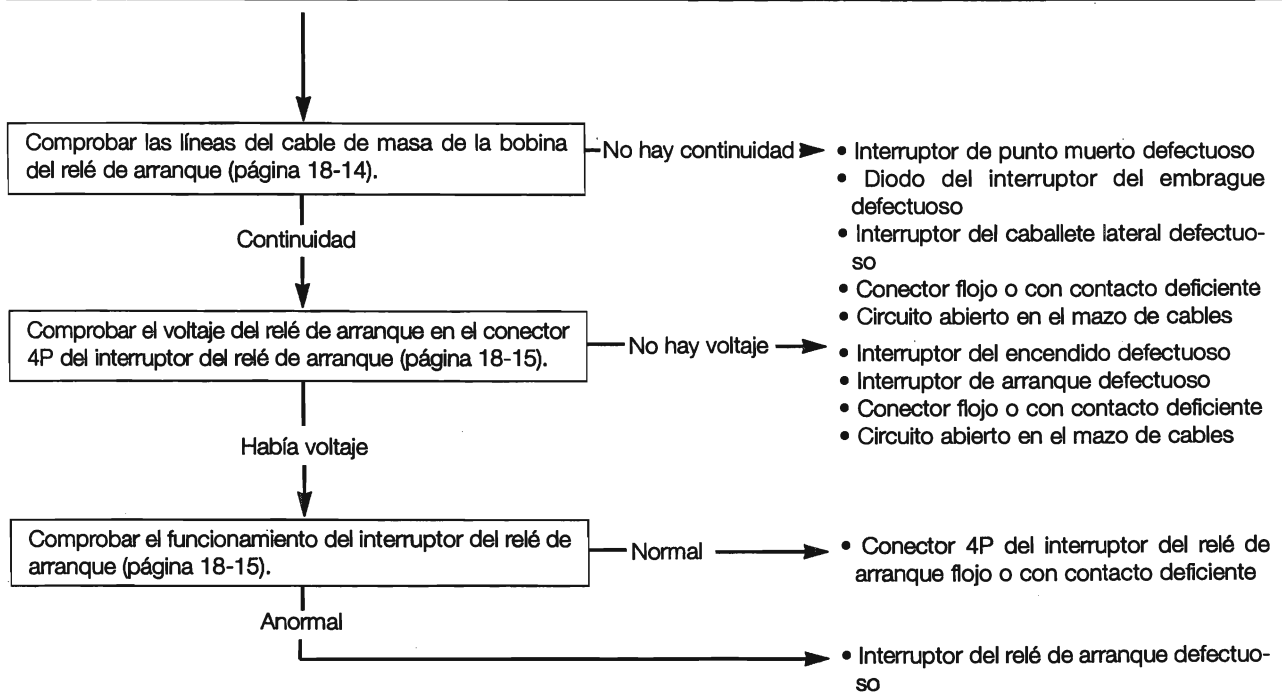 Comprobar las líneas del cable de masa de la bobina
del relé de arranque (página 18-14).
No hay continuidad
• Interruptor de punto muerto defectuoso
• Diodo del interruptor del embrague
defectuoso
• Interruptor del caballete lateral defectuo-
so
• Conector flojo o con contacto deficiente
• Circuito abierto en el mazo de cables
Continuidad
Comprobar el voltaje del relé de arranque en el conector
4P del interruptor del relé de arranque (página 18-15).
No hay voltaje
• Interruptor del encendido defectuoso
• Interruptor de arranque defectuoso
• Conector flojo o con contacto deficiente
• Circuito abierto en el mazo de cables
Había voltaje
Comprobar el funcionamiento del interruptor del relé de
arranque (página 18-15).
Normal
• Conector 4P del interruptor del relé de
arranque flojo o con contacto deficiente
Anormal
• Interruptor del relé de arranque defectuo-
so